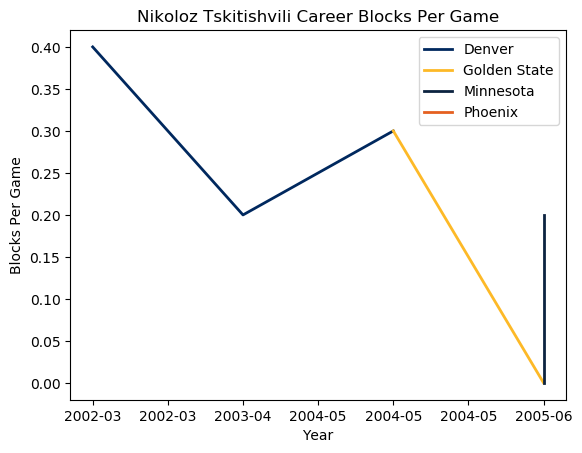 Nikoloz Tskitishvili Career Blocks Per Game
Denver
Golden State
Minnesota
Phoenix
Blocks Per Game
0.40
0.35
0.30
0.25
0.20
0.15
0.10
0.05
0.00
2002-03 2002-03 2003-04 2004-05 2004-05 2004-05 2005-06
Year